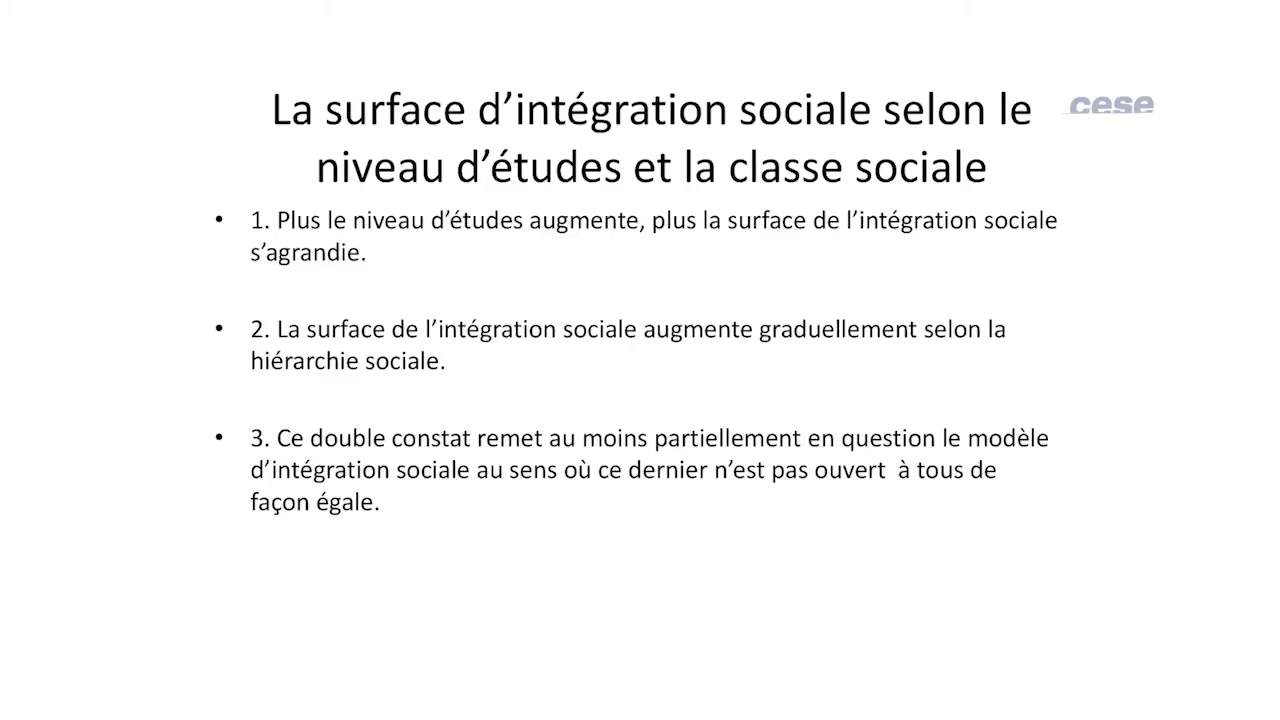 La surface d’intégration sociale selon le
cese
niveau d’études et la classe sociale
• 1. Plus le niveau d’études augmente, plus la surface de l’intégration sociale
s’agrandie.
• 2. La surface de l’intégration sociale augmente graduellement selon la
hiérarchie sociale.
• 3. Ce double constat remet au moins partiellement en question le modèle
d’intégration sociale au sens où ce dernier n’est pas ouvert  à tous de
façon égale.